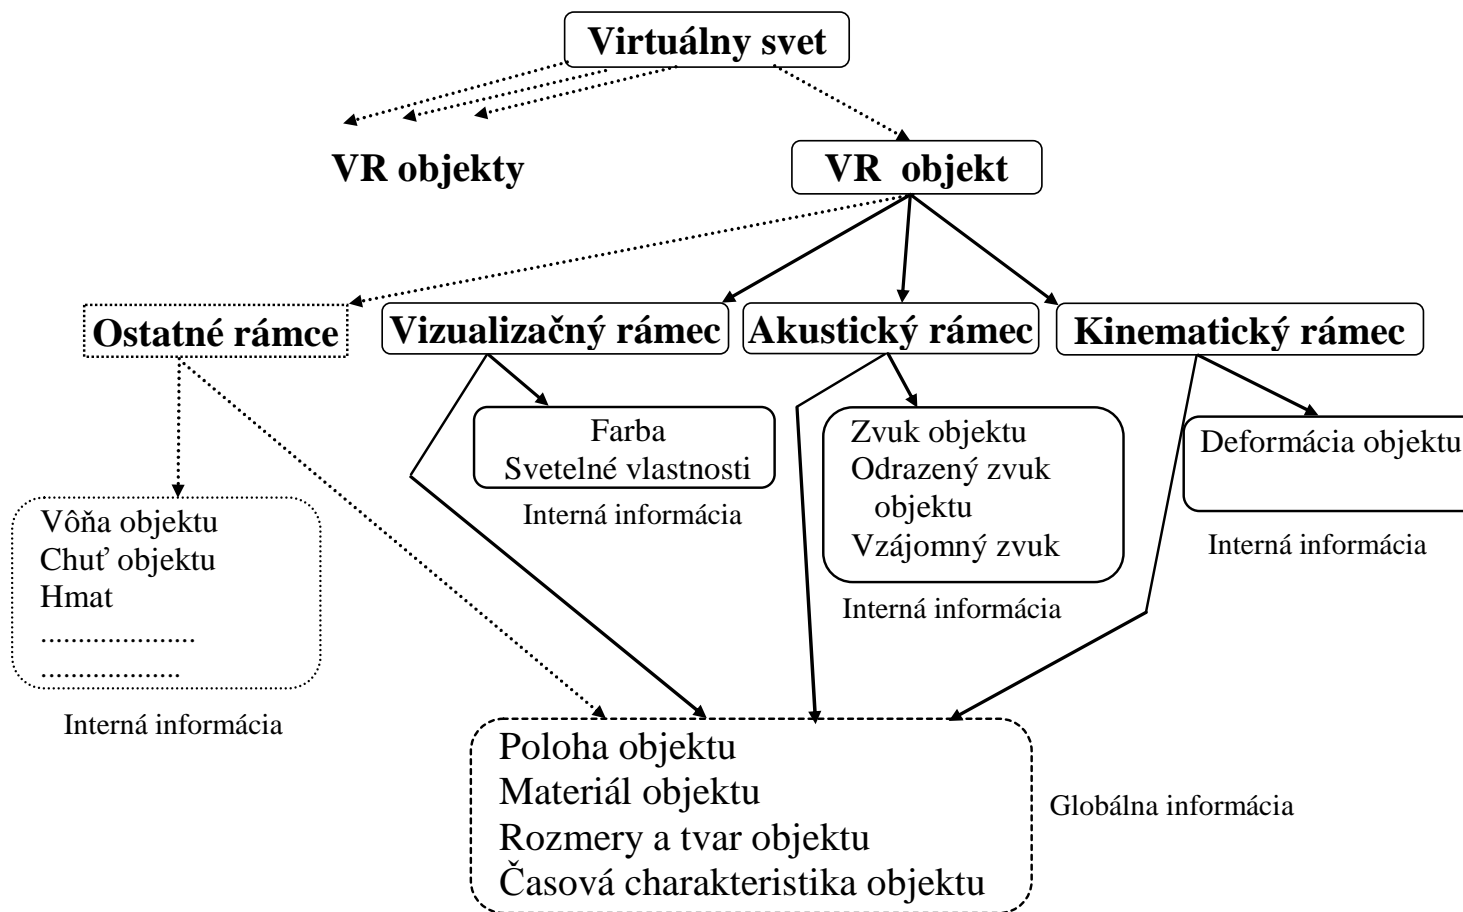 Virtuálny svet
VR objekty
VR objekt
Ostatné rámce
Vizualizačný rámec
Akustický rámec
Kinematický rámec
Farba
Svetelné vlastnosti
Interná informácia
Zvuk objektu
Odrazený zvuk
objektu
Vzájomný zvuk
Interná informácia
Deformácia objektu
Interná informácia
Vôňa objektu
Chuť objektu
Hmat
.....................
...................
Interná informácia
Poloha objektu
Materiál objektu
Rozmery a tvar objektu
Časová charakteristika objektu
Globálna informácia